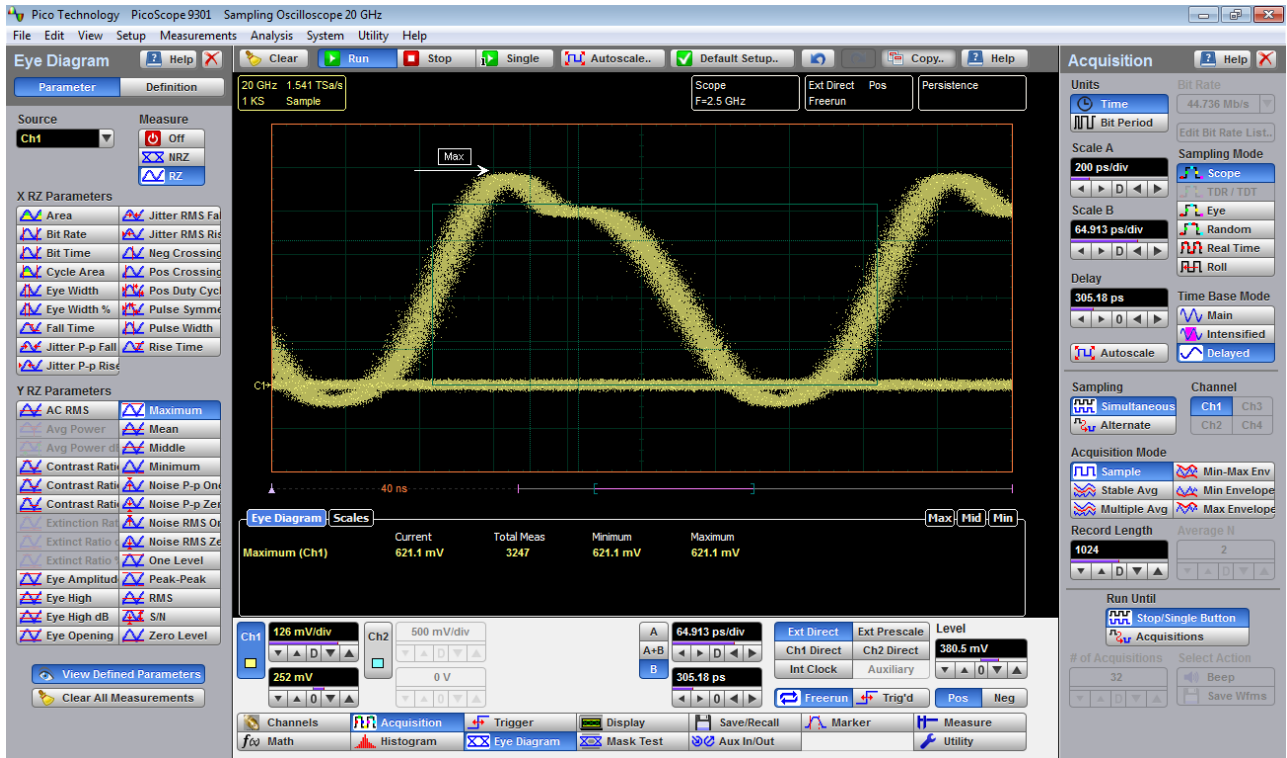 Pico Technology PicoScope 9301 Sampling Oscilloscope 20 GHz
File Edit View Setup Measurements Analysis System Utility Help
Eye Diagram Help
Parameter Definition
Source Measure
Ch1 Off
NRZ
RZ
X RZ Parameters
Area Jitter RMS Fal
Bit Rate Jitter RMS Ris
Bit Time Neg Crossing
Cycle Area Pos Crossing
Eye Width Pos Duty Cycl
Eye Width % Pulse Symme
Fall Time Pulse Width
Jitter P-p Fall Rise Time
Jitter P-p Rise
Y RZ Parameters
AC RMS Maximum
Avg Power Mean
Avg Power dB Middle
Contrast Rati Minimum
Contrast Rati Noise P-p One
Contrast Rati Noise P-p Zer
Extinction Rat Noise RMS On
Extinct Ratio Noise RMS Ze
Extinct Ratio One Level
Eye Amplitud Peak-Peak
Eye High RMS
Eye High dB S/N
Eye Opening Zero Level
View Defined Parameters
Clear All Measurements
Clear Run Stop Single Autoscale.. Default Setup.. Copy.. Help
20 GHz 1.541 TSa/s
1 KS Sample
Scope
F=2.5 GHz
Ext Direct Pos
Freerun
Persistence
Max
C1
40 ns
Eye Diagram Scales Max Mid Min
Current Total Meas Minimum Maximum
Maximum (Ch1) 621.1 mV 3247 621.1 mV 621.1 mV
Ch1 126 mV/div Ch2 500 mV/div
D D
252 mV 0 V
0 0
A 64.913 ps/div
A+B D
B 305.18 ps
0
Ext Direct Ext Prescale Level
Ch1 Direct Ch2 Direct 380.5 mV
Int Clock Auxiliary 0
Freerun Trig'd Pos Neg
Channels Acquisition Trigger Display Save/Recall Marker Measure
f(x) Math Histogram Eye Diagram Mask Test Aux In/Out Utility
Acquisition Help
Units Bit Rate
Time 44.736 Mb/s
Bit Period Edit Bit Rate List..
Scale A Sampling Mode
200 ps/div Scope
D TDR / TDT
Scale B Eye
64.913 ps/div Random
D Real Time
Roll
Delay
305.18 ps Time Base Mode
0 Main
Intensified
Autoscale Delayed
Sampling Channel
Simultaneous Ch1 Ch3
Alternate Ch2 Ch4
Acquisition Mode
Sample Min-Max Env
Stable Avg Min Envelope
Multiple Avg Max Envelope
Record Length Average N
1024 2
D D
Run Until
Stop/Single Button
Acquisitions
# of Acquisitions Select Action
32 Beep
D Save Wfms